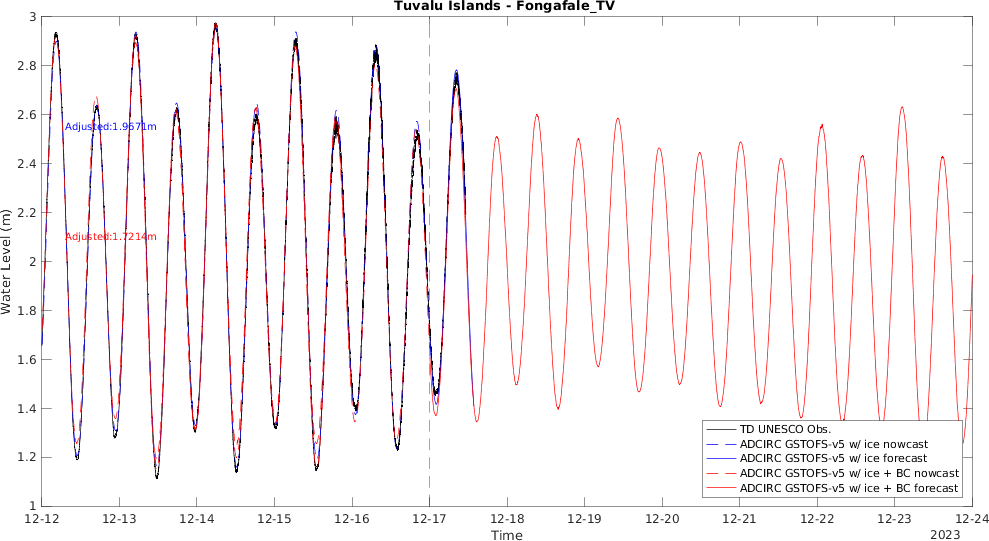 Tuvalu Islands - Fongafale_TV
3
2.8
2.6
2.4
2.2
2
1.8
1.6
1.4
1.2
1
Water Level (m)
Adjusted:1.9671m
Adjusted:1.7214m
TD UNESCO Obs.
ADCIRC GSTOFS-v5 w/ ice nowcast
ADCIRC GSTOFS-v5 w/ ice forecast
ADCIRC GSTOFS-v5 w/ ice + BC nowcast
ADCIRC GSTOFS-v5 w/ ice + BC forecast
12-12 12-13 12-14 12-15 12-16 12-17 12-18 12-19 12-20 12-21 12-22 12-23 12-24
Time
2023